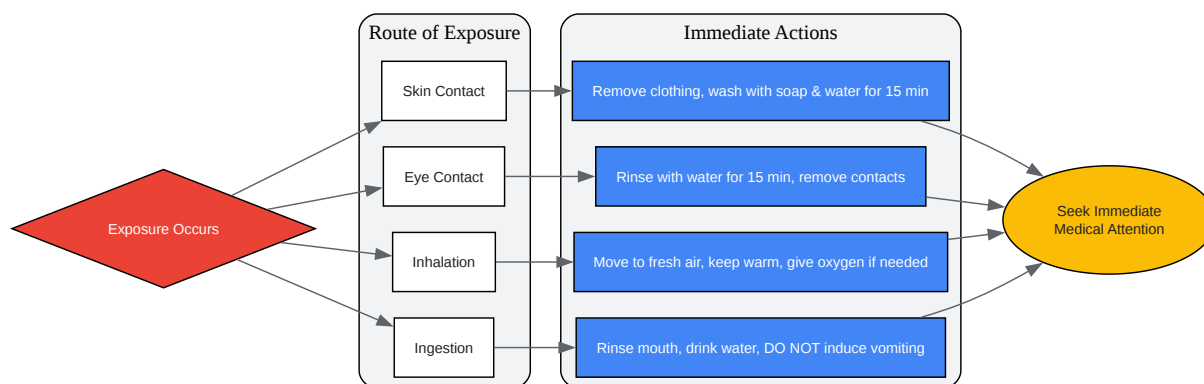 Route of Exposure
Immediate Actions
Skin Contact
Remove clothing, wash with soap & water for 15 min
Eye Contact
Rinse with water for 15 min, remove contacts
Exposure Occurs
Seek Immediate
Medical Attention
Inhalation
Move to fresh air, keep warm, give oxygen if needed
Ingestion
Rinse mouth, drink water, DO NOT induce vomiting